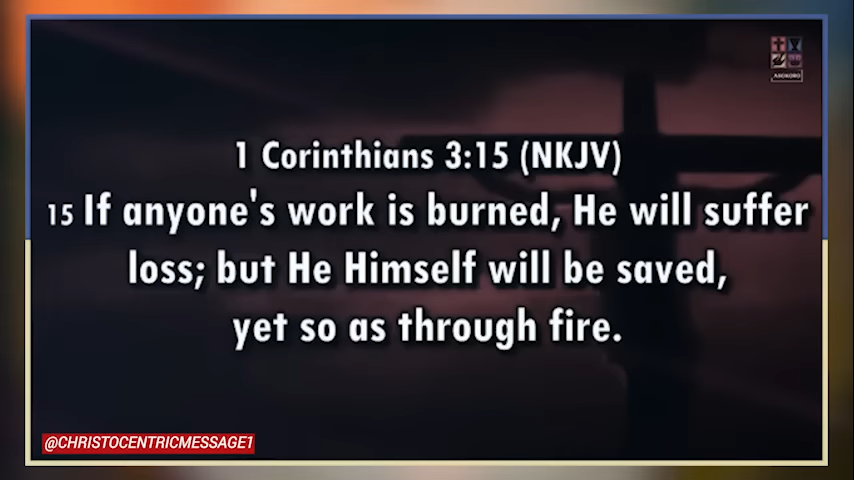 ASOKORO
1 Corinthians 3:15 (NKJV)
15 If anyone's work is burned, He will suffer
loss; but He Himself will be saved,
yet so as through fire.
@CHRISTOCENTRICMESSAGE1